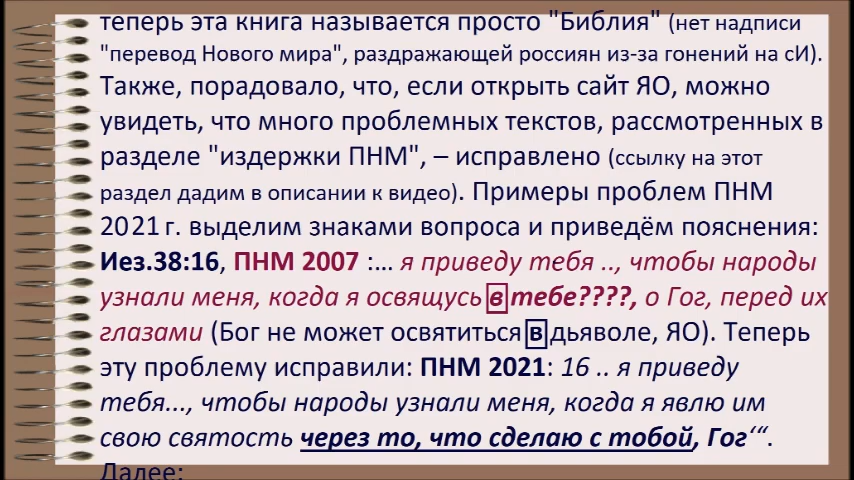 теперь эта книга называется просто "Библия" (нет надписи
"перевод Нового мира", раздражающей россиян из-за гонений на сИ).
Также, порадовало, что, если открыть сайт ЯО, можно
увидеть, что много проблемных текстов, рассмотренных в
разделе "издержки ПНМ", – исправлено (ссылку на этот
раздел дадим в описании к видео). Примеры проблем ПНМ
2021 г. выделим знаками вопроса и приведём пояснения:
Иез.38:16, ПНМ 2007 :... я приведу тебя .., чтобы народы
узнали меня, когда я освящусь в тебе????, о Гог, перед их
глазами (Бог не может освятиться в дьяволе, ЯО). Теперь
эту проблему исправили: ПНМ 2021: 16 .. я приведу
тебя..., чтобы народы узнали меня, когда я явлю им
свою святость через то, что сделаю с тобой, Гог‘“.
Далее: